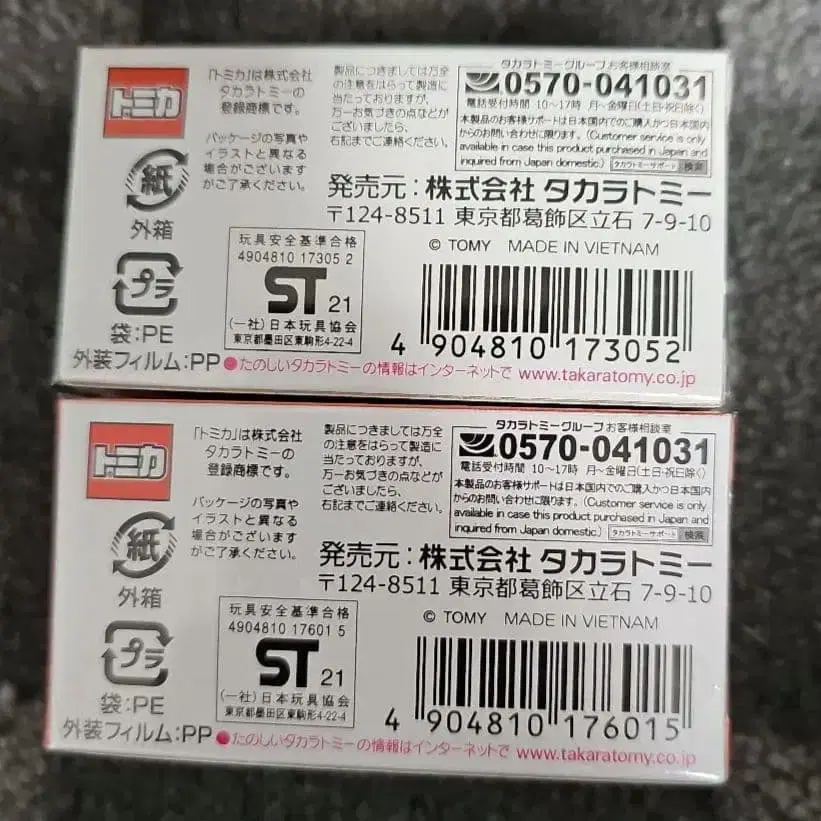 トミカ
「トミカ」は株式会社
タカラトミーの
登録商標です。
パッケージの写真や
イラストと異なる
場合がございます
がご了承ください。
製品につきましては万全
の注意をはらって製造に
当たっておりますが、
万一お気づきの点などが
ございましたら、
右記までご連絡ください。
タカラトミーグループお客様相談室
0570-041031
電話受付時間 10〜17時 月〜金曜日(土日・祝日除く)
本製品のお客様サポートは日本国内でのご購入かつ日本国内
からのお問い合わせに限ります。(Customer service is only
available in case this product purchased in Japan and
inquired from Japan domestic.) タカラトミーサポート 検索
発売元:株式会社 タカラトミー
〒124-8511 東京都葛飾区立石 7-9-10
© TOMY MADE IN VIETNAM
紙
外箱
プラ
袋:PE
外装フィルム:PP
玩具安全基準合格
4904810 17305 2
ST 21
(一社)日本玩具協会
東京都墨田区東駒形4-22-4
4 904810 173052
●たのしいタカラトミーの情報はインターネットで www.takaratomy.co.jp
トミカ
「トミカ」は株式会社
タカラトミーの
登録商標です。
パッケージの写真や
イラストと異なる
場合がございます
がご了承ください。
製品につきましては万全
の注意をはらって製造に
当たっておりますが、
万一お気づきの点などが
ございましたら、
右記までご連絡ください。
タカラトミーグループお客様相談室
0570-041031
電話受付時間 10〜17時 月〜金曜日(土日・祝日除く)
本製品のお客様サポートは日本国内でのご購入かつ日本国内
からのお問い合わせに限ります。(Customer service is only
available in case this product purchased in Japan and
inquired from Japan domestic.) タカラトミーサポート 検索
発売元:株式会社 タカラトミー
〒124-8511 東京都葛飾区立石 7-9-10
© TOMY MADE IN VIETNAM
紙
外箱
プラ
袋:PE
外装フィルム:PP
玩具安全基準合格
4904810 17601 5
ST 21
(一社)日本玩具協会
東京都墨田区東駒形4-22-4
4 904810 176015
●たのしいタカラトミーの情報はインターネットで www.takaratomy.co.jp